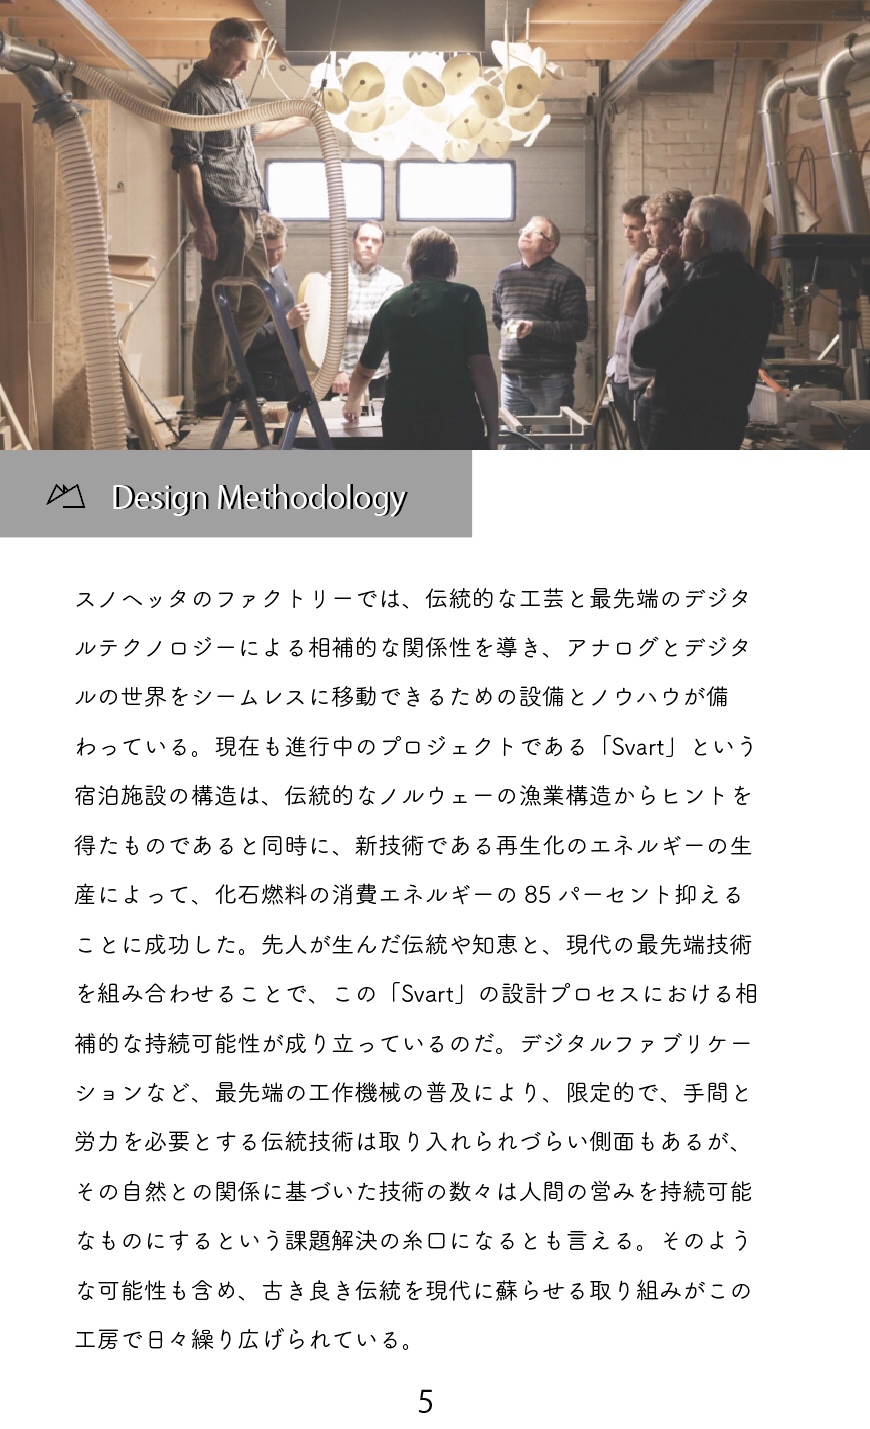 Design Methodology
スノヘッタのファクトリーでは、伝統的な工芸と最先端のデジタ
ルテクノロジーによる相補的な関係性を導き、アナログとデジタ
ルの世界をシームレスに移動できるための設備とノウハウが備
わっている。現在も進行中のプロジェクトである「Svart」という
宿泊施設の構造は、伝統的なノルウェーの漁業構造からヒントを
得たものであると同時に、新技術である再生化のエネルギーの生
産によって、化石燃料の消費エネルギーの 85 パーセント抑える
ことに成功した。先人が生んだ伝統や知恵と、現代の最先端技術
を組み合わせることで、この「Svart」の設計プロセスにおける相
補的な持続可能性が成り立っているのだ。デジタルファブリケー
ションなど、最先端の工作機械の普及により、限定的で、手間と
労力を必要とする伝統技術は取り入れられづらい側面もあるが、
その自然との関係に基づいた技術の数々は人間の営みを持続可能
なものにするという課題解決の糸口になるとも言える。そのよう
な可能性も含め、古き良き伝統を現代に蘇らせる取り組みがこの
工房で日々繰り広げられている。
5